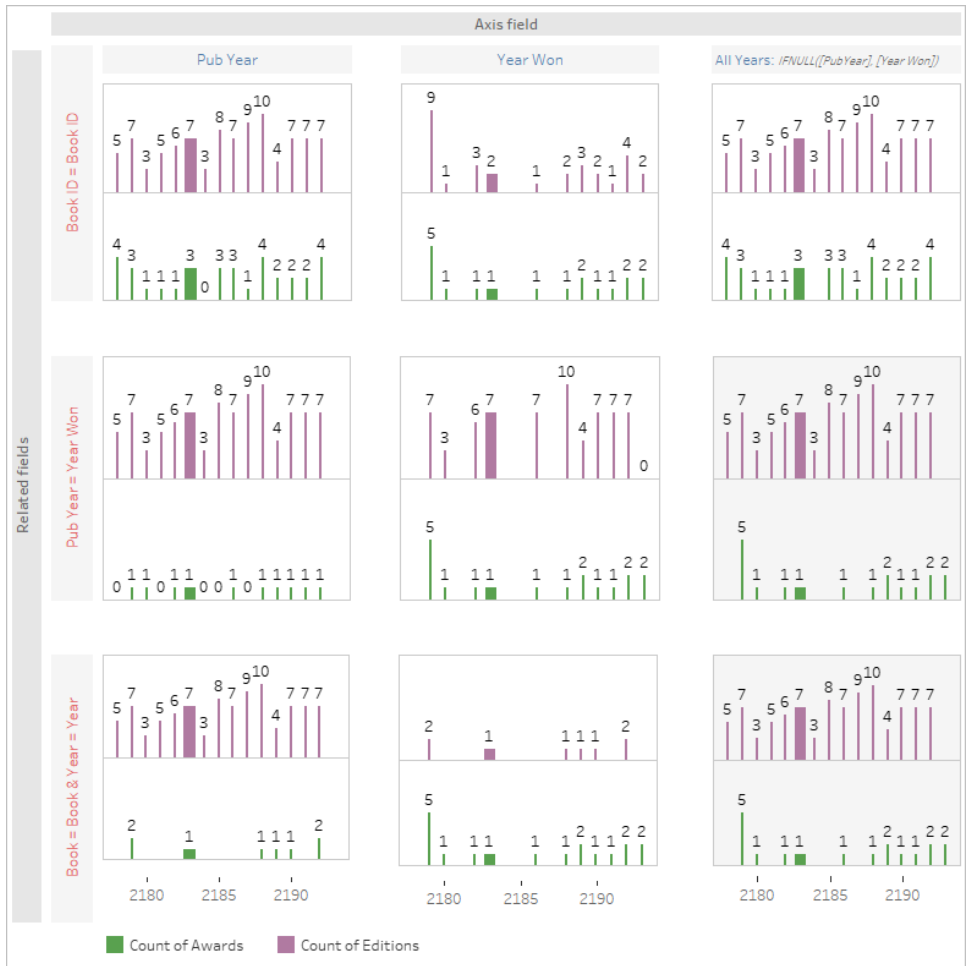 Axis field
Pub Year
Year Won
All Years: IFNULL([PubYear], [Year Won])
Related fields
Book ID = Book ID
5 7 3 5 6 7 3 8 7 9 10 4 7 7 7
4 3 1 1 1 3 0 3 3 1 4 2 2 2 4
9 1 3 2 1 2 3 2 1 4 2
5 1 1 1 1 1 2 1 1 2 2
5 7 3 5 6 7 3 8 7 9 10 4 7 7 7
4 3 1 1 1 3 3 3 1 4 2 2 2 4
Pub Year = Year Won
5 7 3 5 6 7 3 8 7 9 10 4 7 7 7
0 1 1 0 1 1 0 0 1 0 1 1 1 1 1
7 3 6 7 7 10 4 7 7 7 0
5 1 1 1 1 1 2 1 1 2 2
5 7 3 5 6 7 3 8 7 9 10 4 7 7 7
5 1 1 1 1 1 2 1 1 2 2
Book = Book & Year = Year
5 7 3 5 6 7 3 8 7 9 10 4 7 7 7
2 1 1 1 1 2
2 1 1 1 1 2
5 1 1 1 1 1 2 1 1 2 2
5 7 3 5 6 7 3 8 7 9 10 4 7 7 7
5 1 1 1 1 1 2 1 1 2 2
2180 2185 2190
2180 2185 2190
2180 2185 2190
Count of Awards
Count of Editions